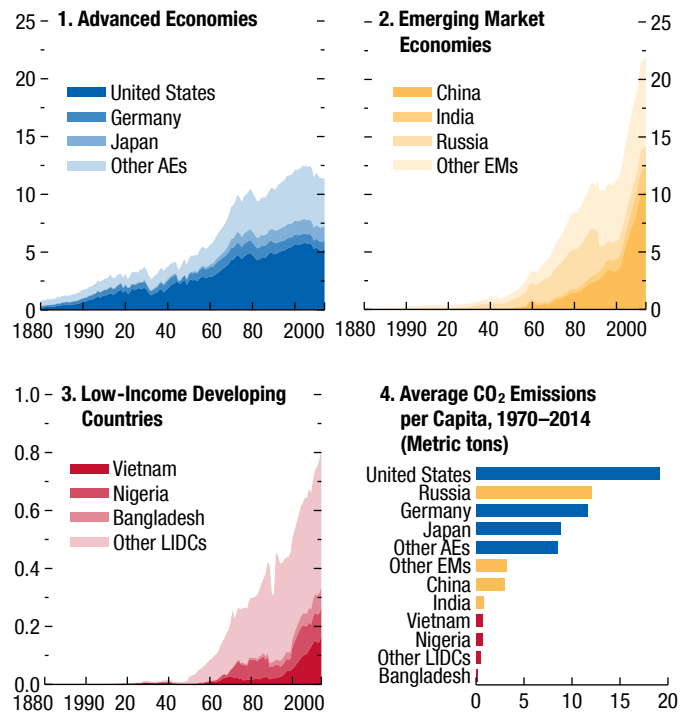 1. Advanced Economies
25
20
15
10
5
0
United States
Germany
Japan
Other AEs
1880 1990 20 40 60 80 2000
2. Emerging Market
Economies
25
20
15
10
5
0
China
India
Russia
Other EMs
1880 1990 20 40 60 80 2000
3. Low-Income Developing
Countries
1.0
0.8
0.6
0.4
0.2
0.0
Vietnam
Nigeria
Bangladesh
Other LIDCs
1880 1990 20 40 60 80 2000
4. Average CO₂ Emissions
per Capita, 1970–2014
(Metric tons)
United States
Russia
Germany
Japan
Other AEs
Other EMs
China
India
Vietnam
Nigeria
Other LIDCs
Bangladesh
0 5 10 15 20